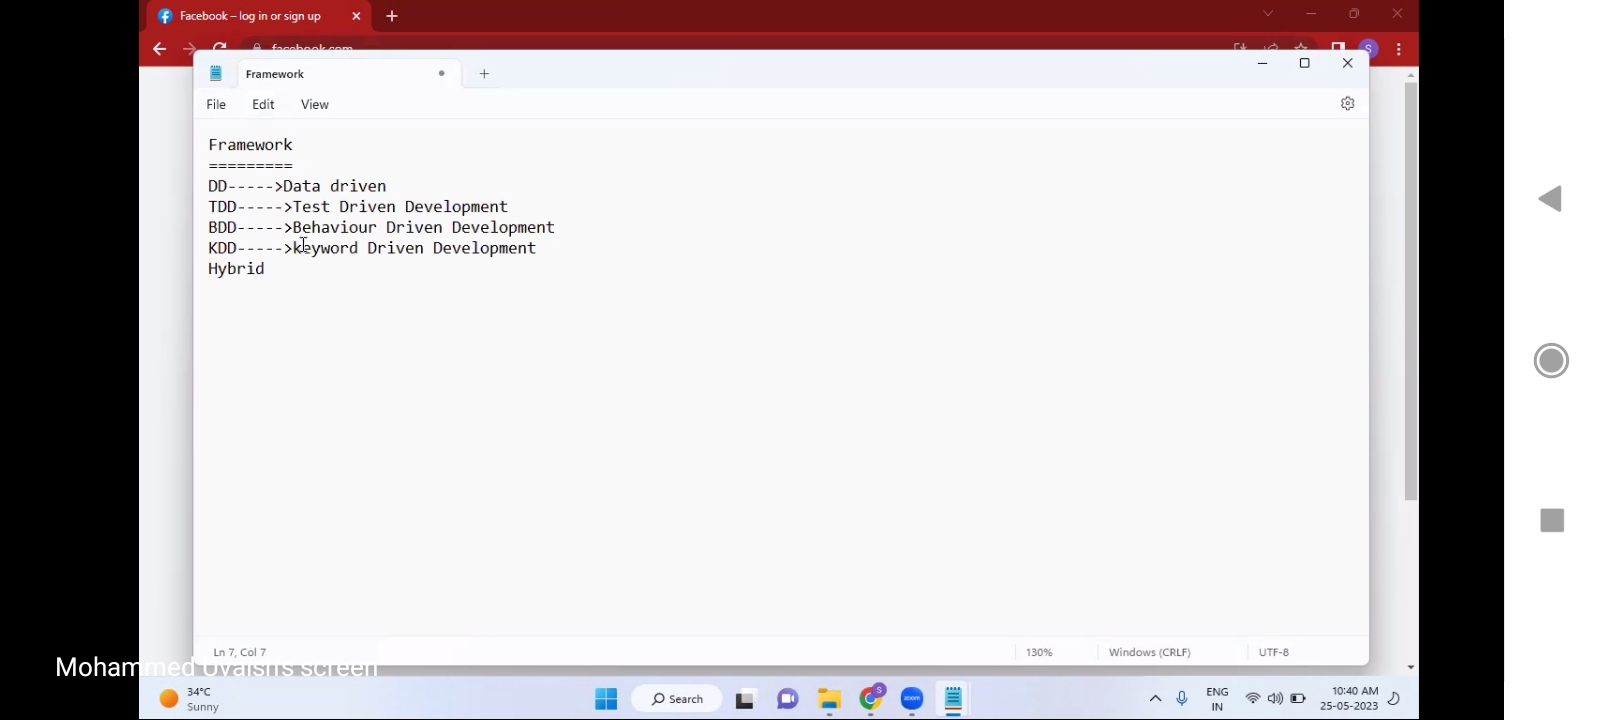 Facebook – log in or sign up
facebook.com
Framework
File Edit View
Framework
=========
DD----->Data driven
TDD----->Test Driven Development
BDD----->Behaviour Driven Development
KDD----->keyword Driven Development
Hybrid
Ln 7, Col 7 130% Windows (CRLF) UTF-8
Mohammed Uvaish's screen
34°C
Sunny
Search
zoom
S
ENG
IN
10:40 AM
25-05-2023